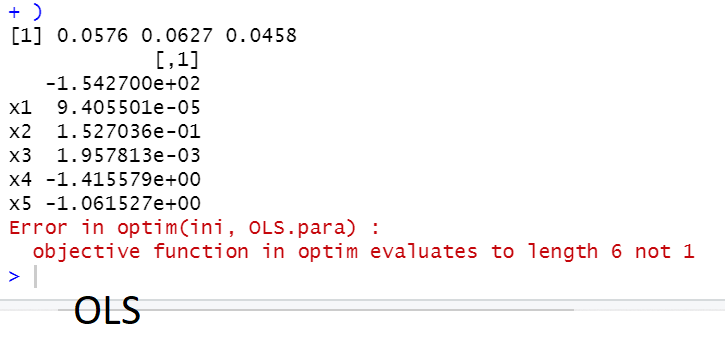 + )
[1] 0.0576 0.0627 0.0458
[,1]
-1.542700e+02
x1 9.405501e-05
x2 1.527036e-01
x3 1.957813e-03
x4 -1.415579e+00
x5 -1.061527e+00
Error in optim(ini, OLS.para) :
objective function in optim evaluates to length 6 not 1
>
OLS